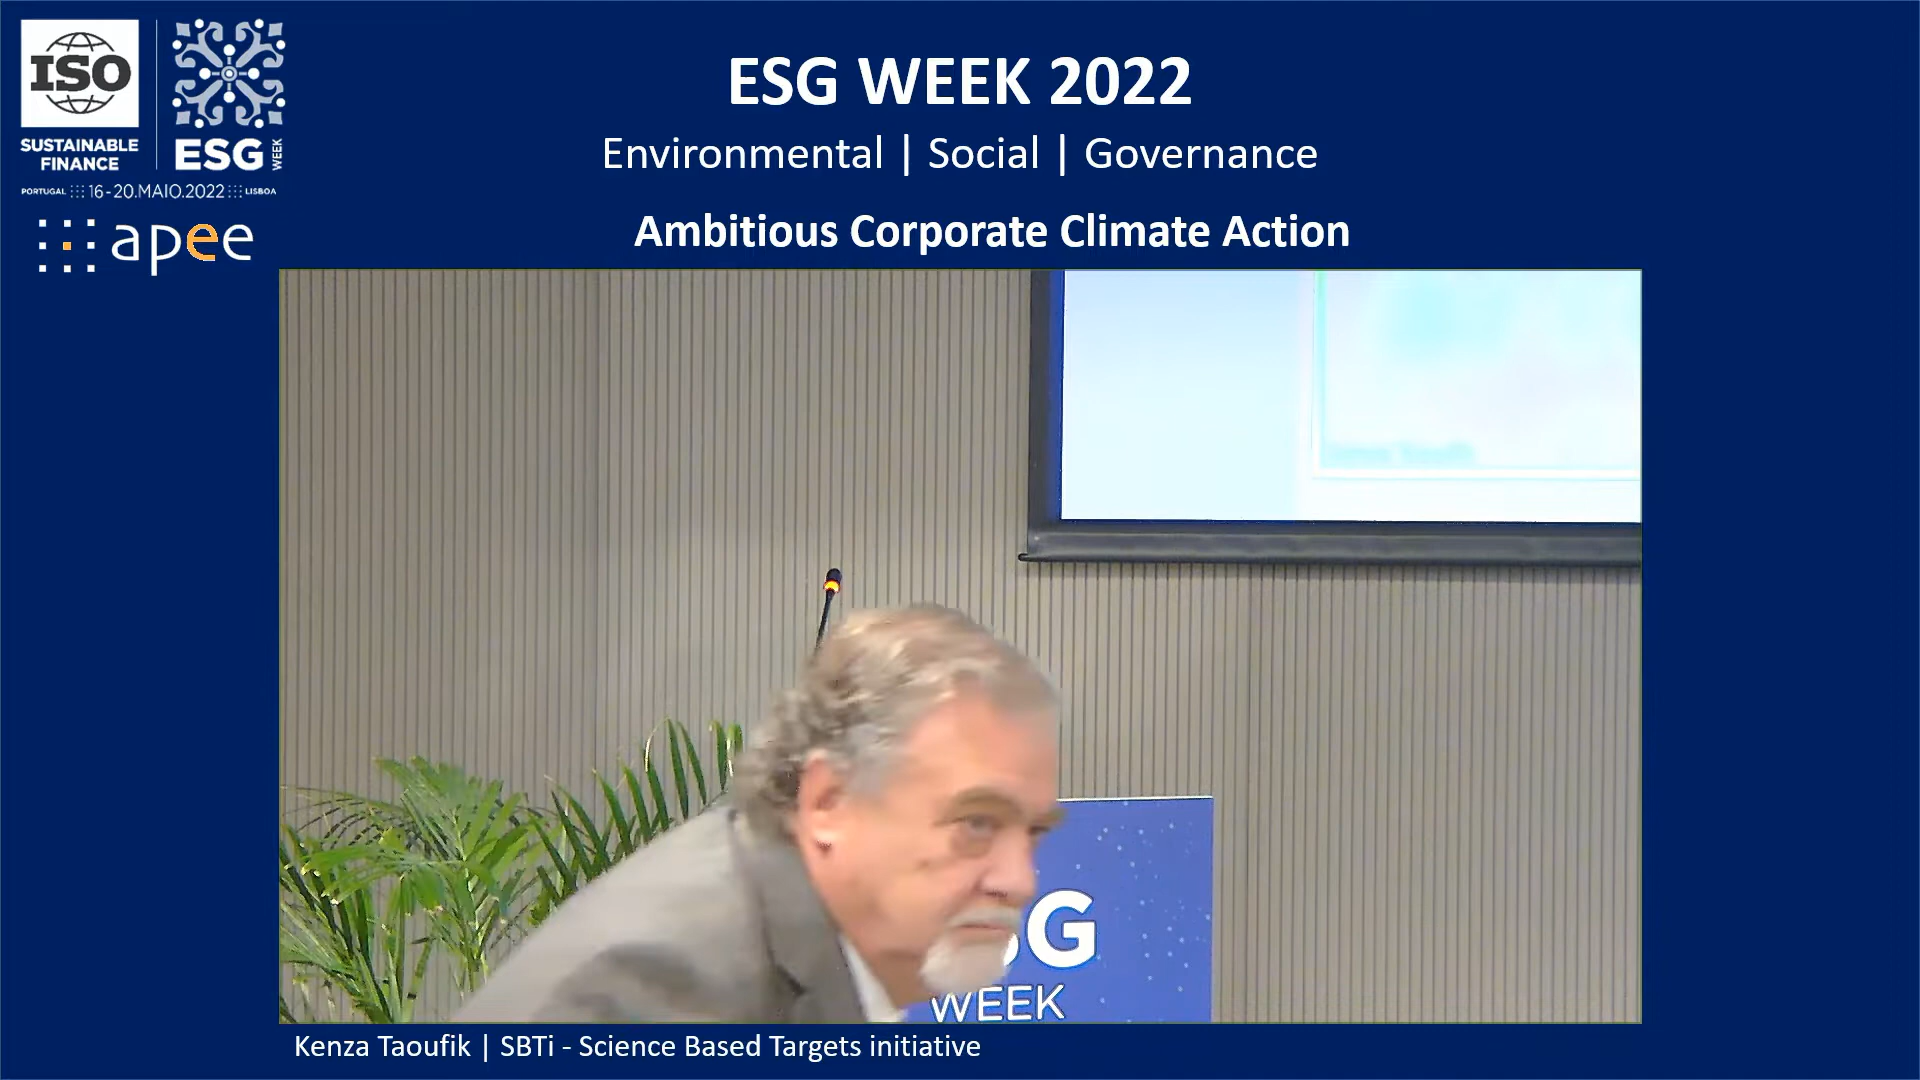 ISO
SUSTAINABLE
FINANCE
ESG
WEEK
PORTUGAL 16-20.MAIO.2022 LISBOA
apee
ESG WEEK 2022
Environmental | Social | Governance
Ambitious Corporate Climate Action
SG
WEEK
Kenza Taoufik | SBTi - Science Based Targets initiative